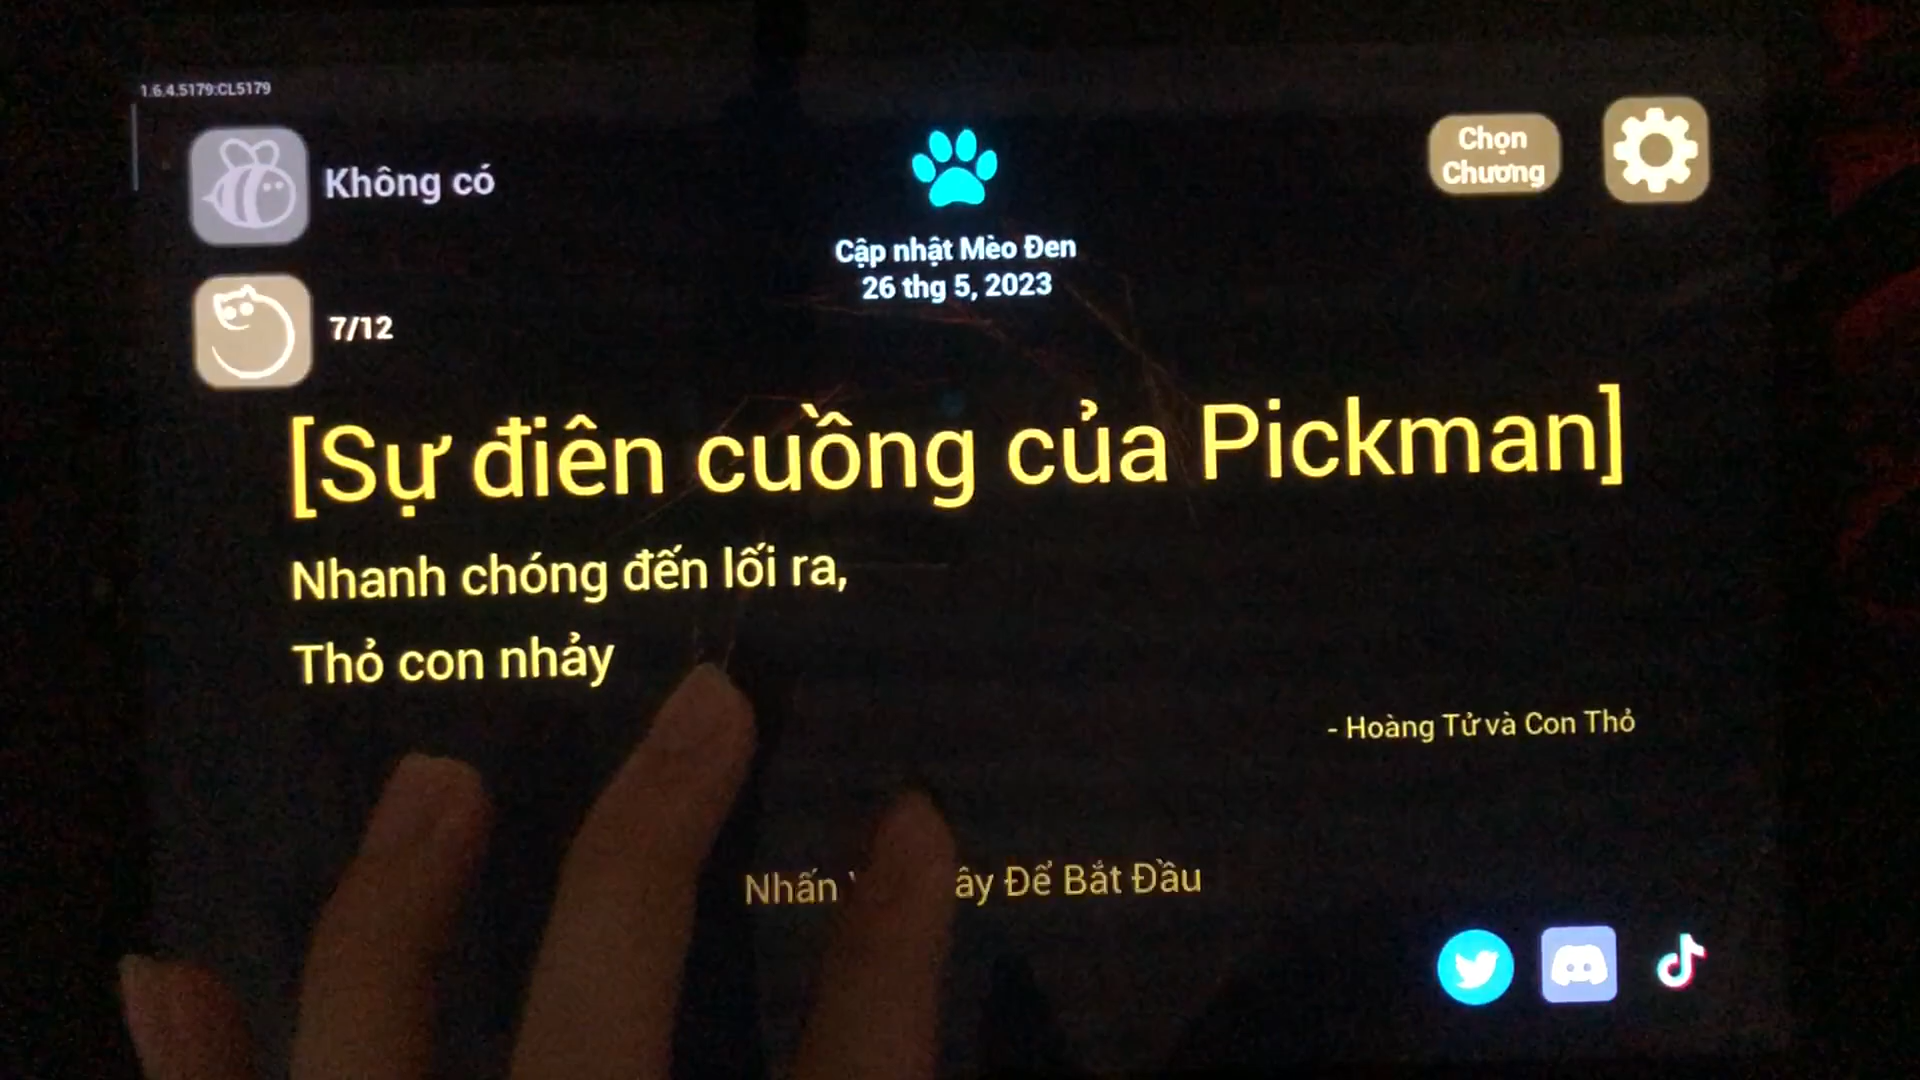 1.6.4.5179:CL5179
Không có
7/12
Cập nhật Mèo Đen
26 thg 5, 2023
Chọn
Chương
[Sự điên cuồng của Pickman]
Nhanh chóng đến lối ra,
Thỏ con nhảy
- Hoàng Tử và Con Thỏ
Nhấn Để Bắt Đầu